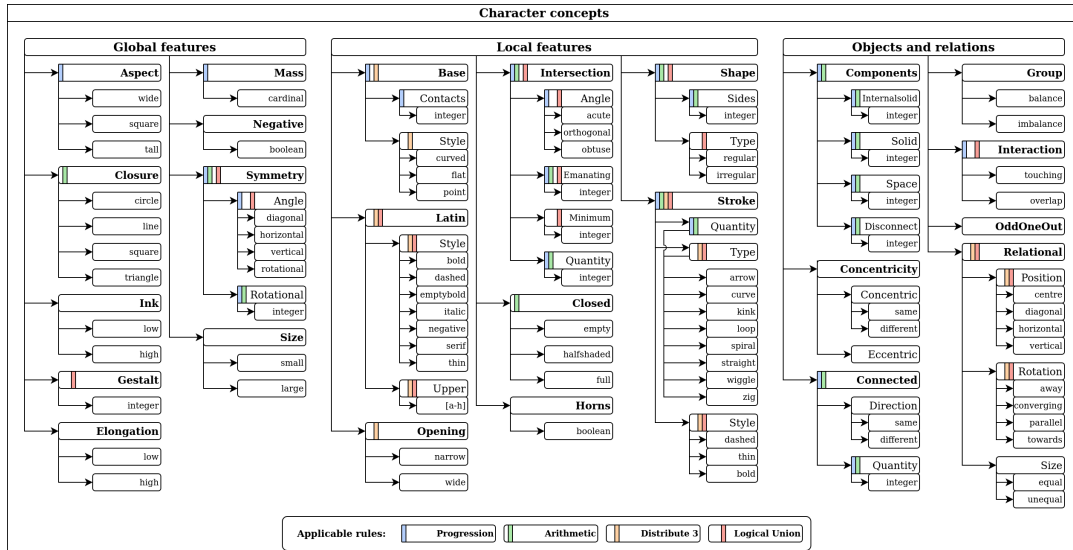 Character concepts
Global features
Aspect
wide
square
tall
Closure
circle
line
square
triangle
Ink
low
high
Gestalt
integer
Elongation
low
high
Mass
cardinal
Negative
boolean
Symmetry
Angle
diagonal
horizontal
vertical
rotational
Rotational
integer
Size
small
large
Local features
Base
Contacts
integer
Style
curved
flat
point
Latin
Style
bold
dashed
emptybold
italic
negative
serif
thin
Upper
[a-h]
Opening
narrow
wide
Intersection
Angle
acute
orthogonal
obtuse
Emanating
integer
Minimum
integer
Quantity
integer
Closed
empty
halfshaded
full
Horns
boolean
Shape
Sides
integer
Type
regular
irregular
Stroke
Quantity
Type
arrow
curve
kink
loop
spiral
straight
wiggle
zig
Style
dashed
thin
bold
Objects and relations
Components
Internalsolid
integer
Solid
integer
Space
integer
Disconnect
integer
Concentricity
Concentric
same
different
Eccentric
Connected
Direction
same
different
Quantity
integer
Group
balance
imbalance
Interaction
touching
overlap
OddOneOut
Relational
Position
centre
diagonal
horizontal
vertical
Rotation
away
converging
parallel
towards
Size
equal
unequal
Applicable rules: Progression Arithmetic Distribute 3 Logical Union